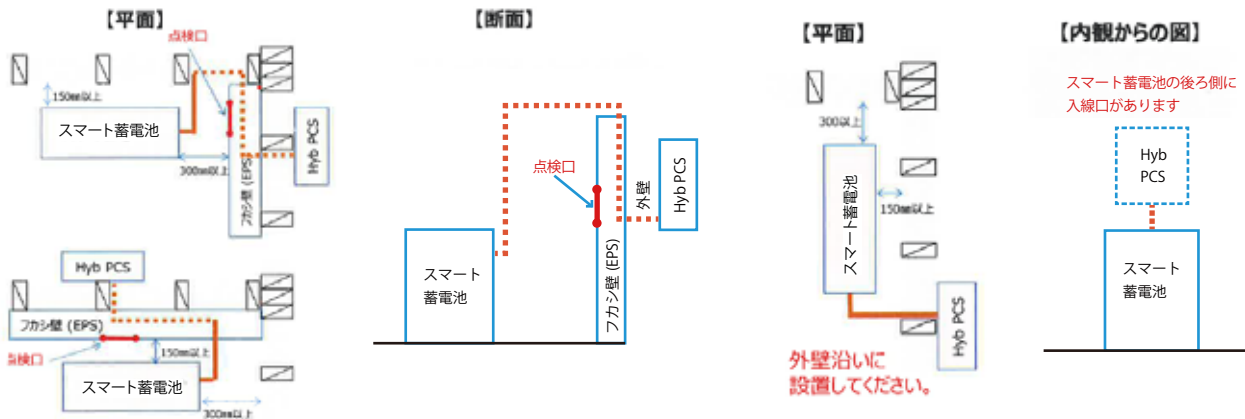 【平面】
点検口
150㎜以上
スマート蓄電池
300㎜以上
フカシ壁 (EPS)
Hyb PCS
Hyb PCS
フカシ壁 (EPS)
点検口
150㎜以上
スマート蓄電池
300㎜以上
【断面】
点検口
外壁
Hyb PCS
スマート
蓄電池
フカシ壁 (EPS)
【平面】
300以上
スマート蓄電池
150㎜以上
Hyb PCS
外壁沿いに
設置してください。
【内観からの図】
スマート蓄電池の後ろ側に
入線口があります
Hyb
PCS
スマート
蓄電池